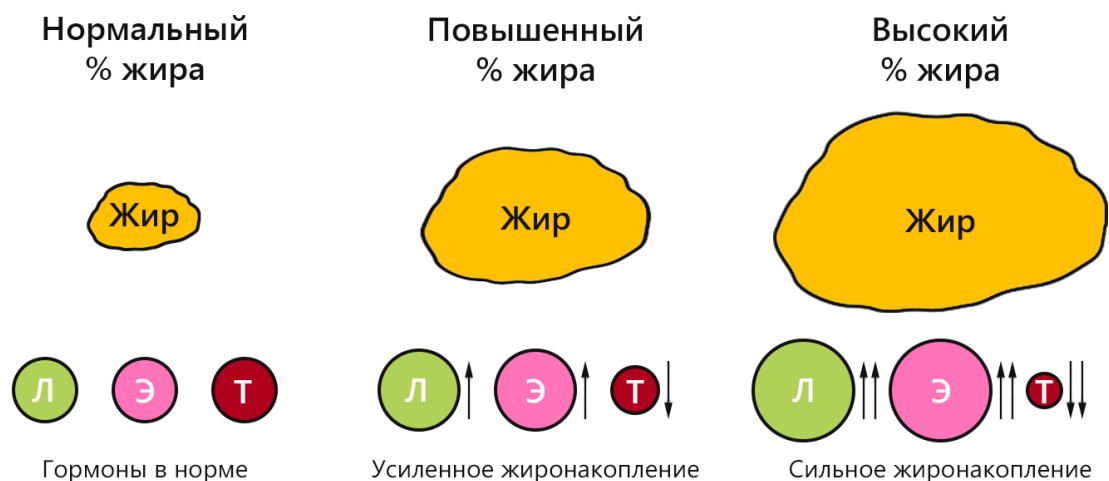 Нормальный
% жира
Повышенный
% жира
Высокий
% жира
Жир
Жир
Жир
Л Э Т
Л Э Т
Л Э Т
Гормоны в норме
Усиленное жиронакопление
Сильное жиронакопление